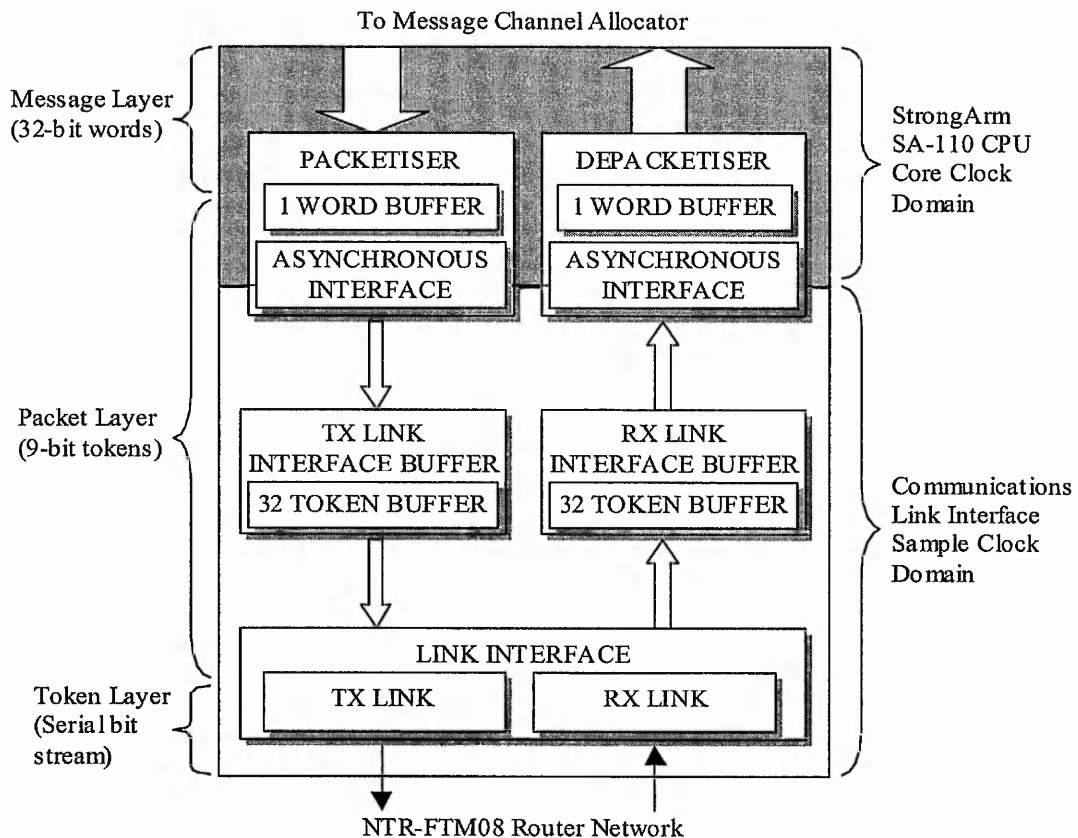 To Message Channel Allocator
Message Layer
(32-bit words)
PACKETISER
1 WORD BUFFER
ASYNCHRONOUS
INTERFACE
DEPACKETISER
1 WORD BUFFER
ASYNCHRONOUS
INTERFACE
StrongArm
SA-110 CPU
Core Clock
Domain
Packet Layer
(9-bit tokens)
TX LINK
INTERFACE BUFFER
32 TOKEN BUFFER
RX LINK
INTERFACE BUFFER
32 TOKEN BUFFER
Communications
Link Interface
Sample Clock
Domain
LINK INTERFACE
TX LINK
RX LINK
Token Layer
(Serial bit
stream)
NTR-FTM08 Router Network